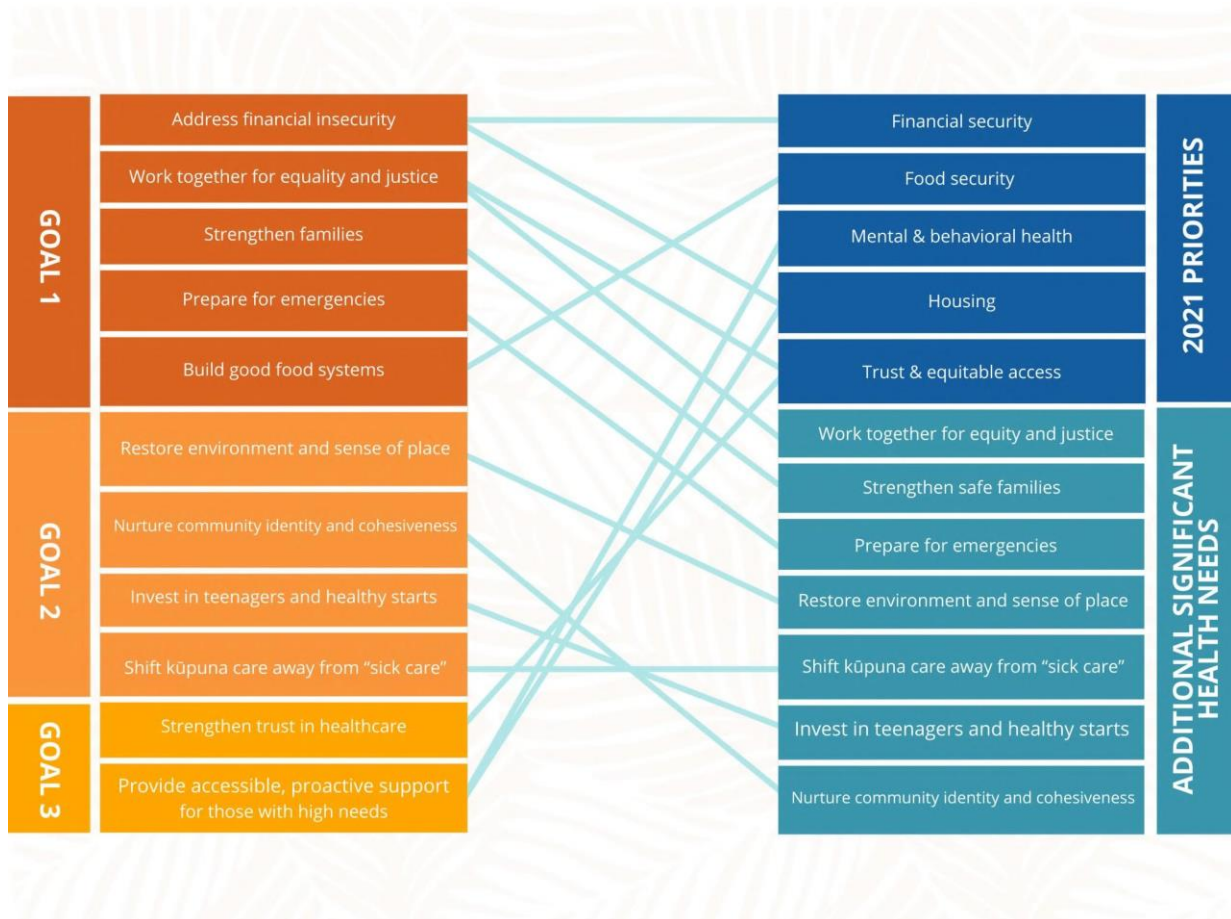 GOAL 1
Address financial insecurity
Work together for equality and justice
Strengthen families
Prepare for emergencies
Build good food systems
GOAL 2
Restore environment and sense of place
Nurture community identity and cohesiveness
Invest in teenagers and healthy starts
Shift kūpuna care away from “sick care”
GOAL 3
Strengthen trust in healthcare
Provide accessible, proactive support
for those with high needs
2021 PRIORITIES
Financial security
Food security
Mental & behavioral health
Housing
Trust & equitable access
ADDITIONAL SIGNIFICANT
HEALTH NEEDS
Work together for equity and justice
Strengthen safe families
Prepare for emergencies
Restore environment and sense of place
Shift kūpuna care away from “sick care”
Invest in teenagers and healthy starts
Nurture community identity and cohesiveness